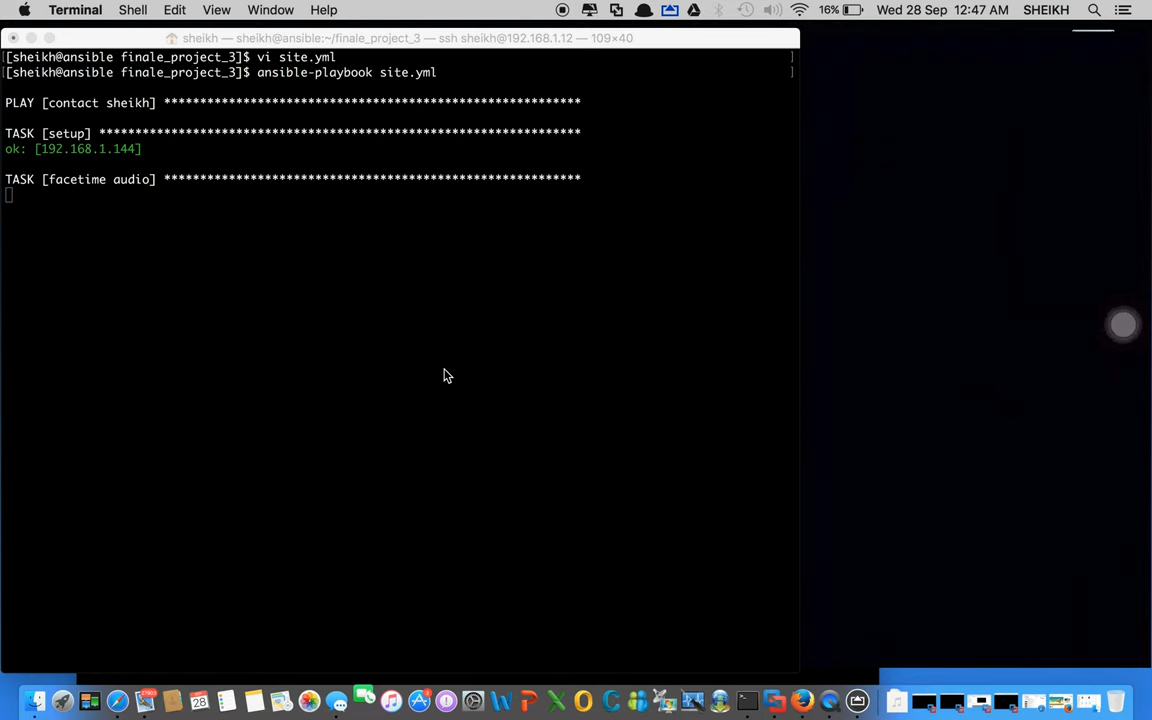 Terminal Shell Edit View Window Help 16% Wed 28 Sep 12:47 AM SHEIKH
sheikh — sheikh@ansible:~/finale_project_3 — ssh sheikh@192.168.1.12 — 109×40
[[sheikh@ansible finale_project_3]$ vi site.yml ]
[[sheikh@ansible finale_project_3]$ ansible-playbook site.yml ]
PLAY [contact sheikh] **********************************************************
TASK [setup] *******************************************************************
ok: [192.168.1.144]
TASK [facetime audio] **********************************************************
28